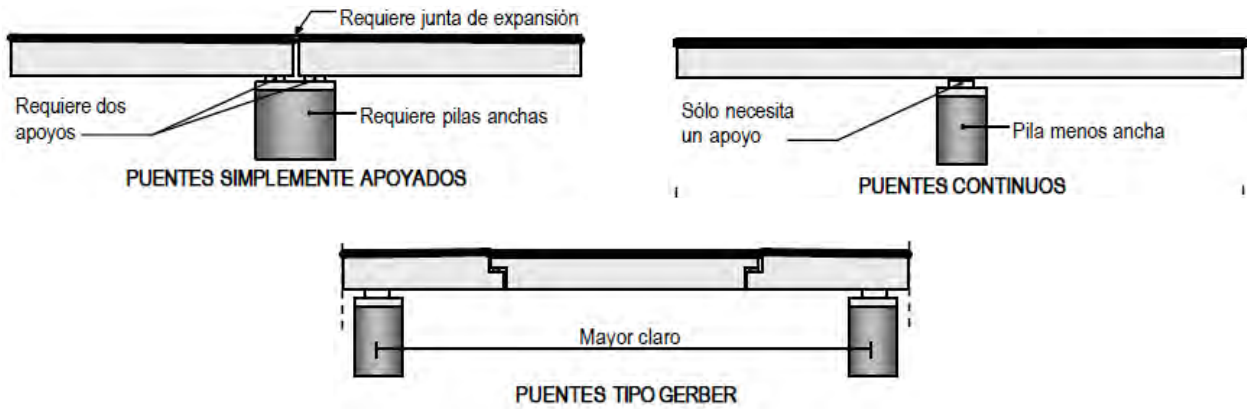 Requiere junta de expansión
Requiere dos
apoyos
Requiere pilas anchas
PUENTES SIMPLEMENTE APOYADOS
Sólo necesita
un apoyo
Pila menos ancha
PUENTES CONTINUOS
Mayor claro
PUENTES TIPO GERBER